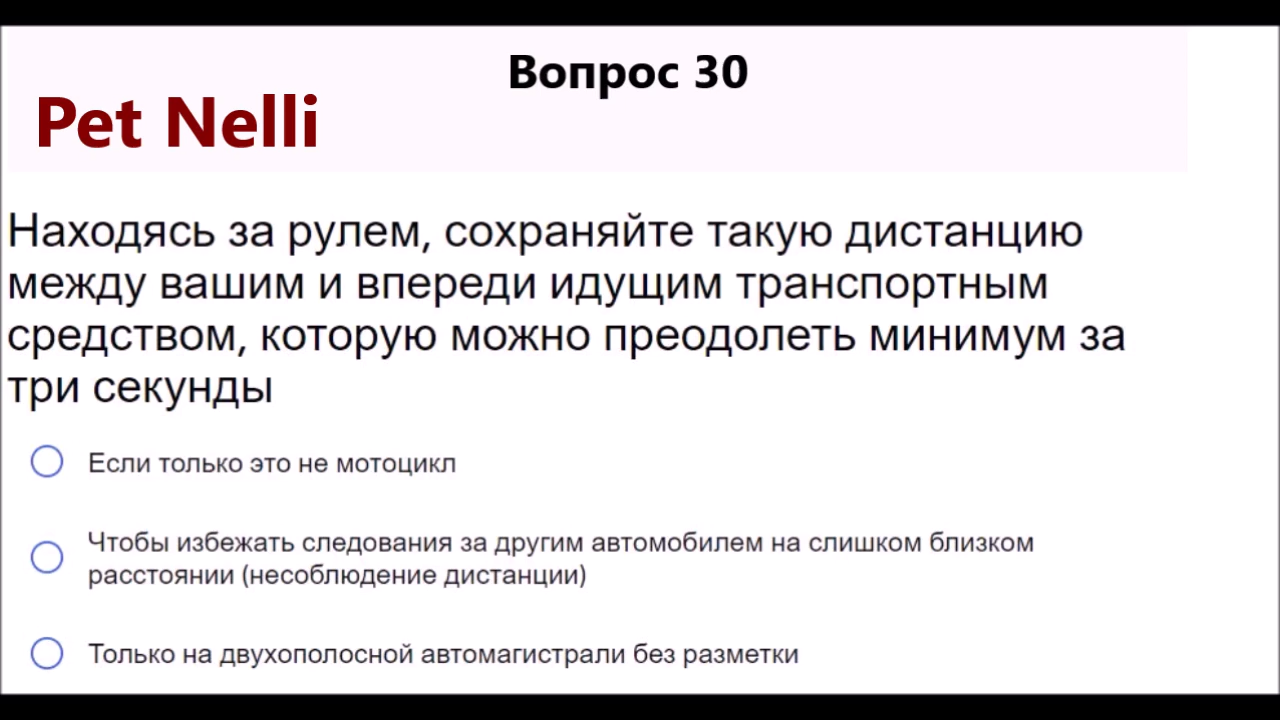 Вопрос 30
Pet Nelli
Находясь за рулем, сохраняйте такую дистанцию
между вашим и впереди идущим транспортным
средством, которую можно преодолеть минимум за
три секунды
Если только это не мотоцикл
Чтобы избежать следования за другим автомобилем на слишком близком
расстоянии (несоблюдение дистанции)
Только на двухополосной автомагистрали без разметки